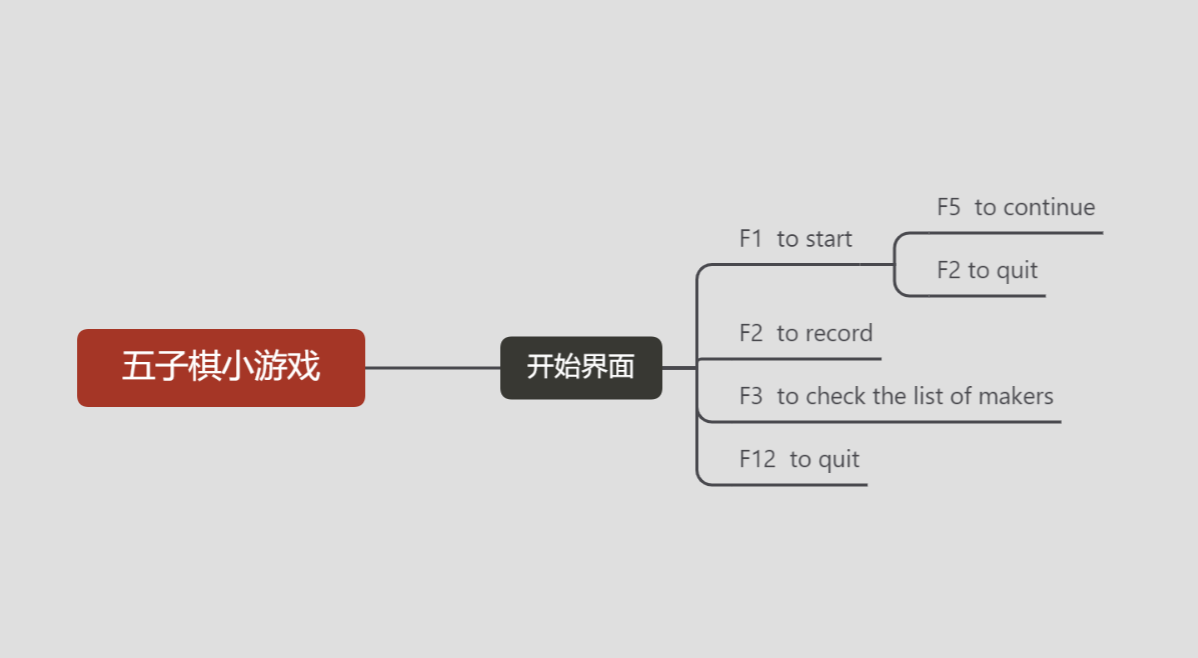 五子棋小游戏
开始界面
F1  to start
F5  to continue
F2 to quit
F2  to record
F3  to check the list of makers
F12  to quit